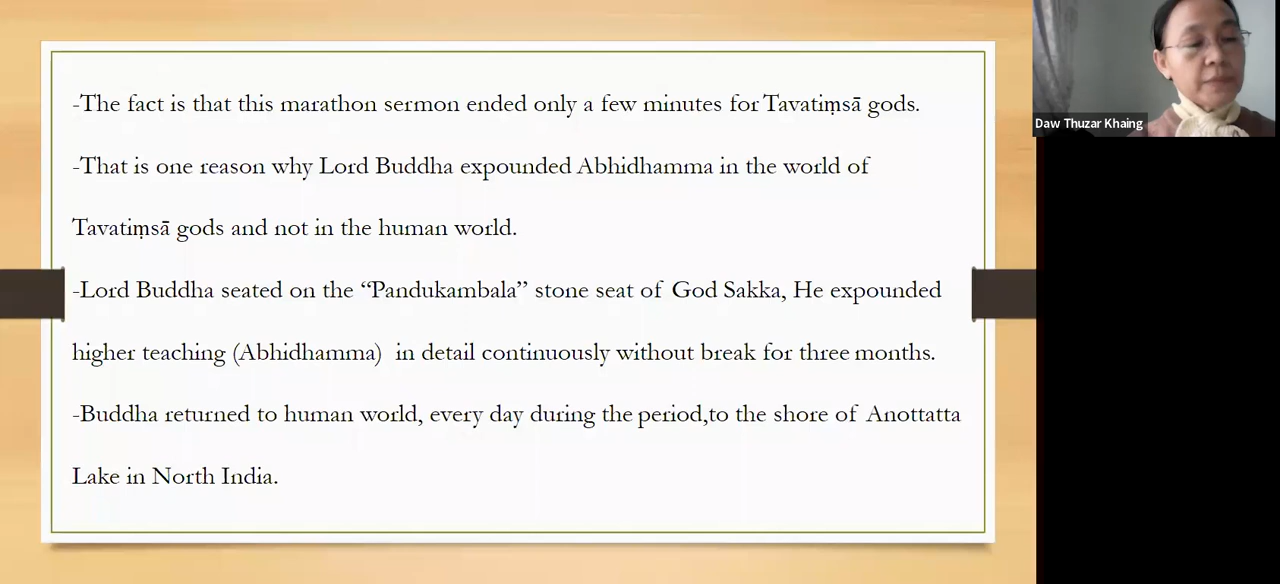 -The fact is that this marathon sermon ended only a few minutes for Tavatiṃsā gods.
-That is one reason why Lord Buddha expounded Abhidhamma in the world of
Tavatiṃsā gods and not in the human world.
-Lord Buddha seated on the “Pandukambala” stone seat of God Sakka, He expounded
higher teaching (Abhidhamma) in detail continuously without break for three months.
-Buddha returned to human world, every day during the period,to the shore of Anottatta
Lake in North India.
Daw Thuzar Khaing